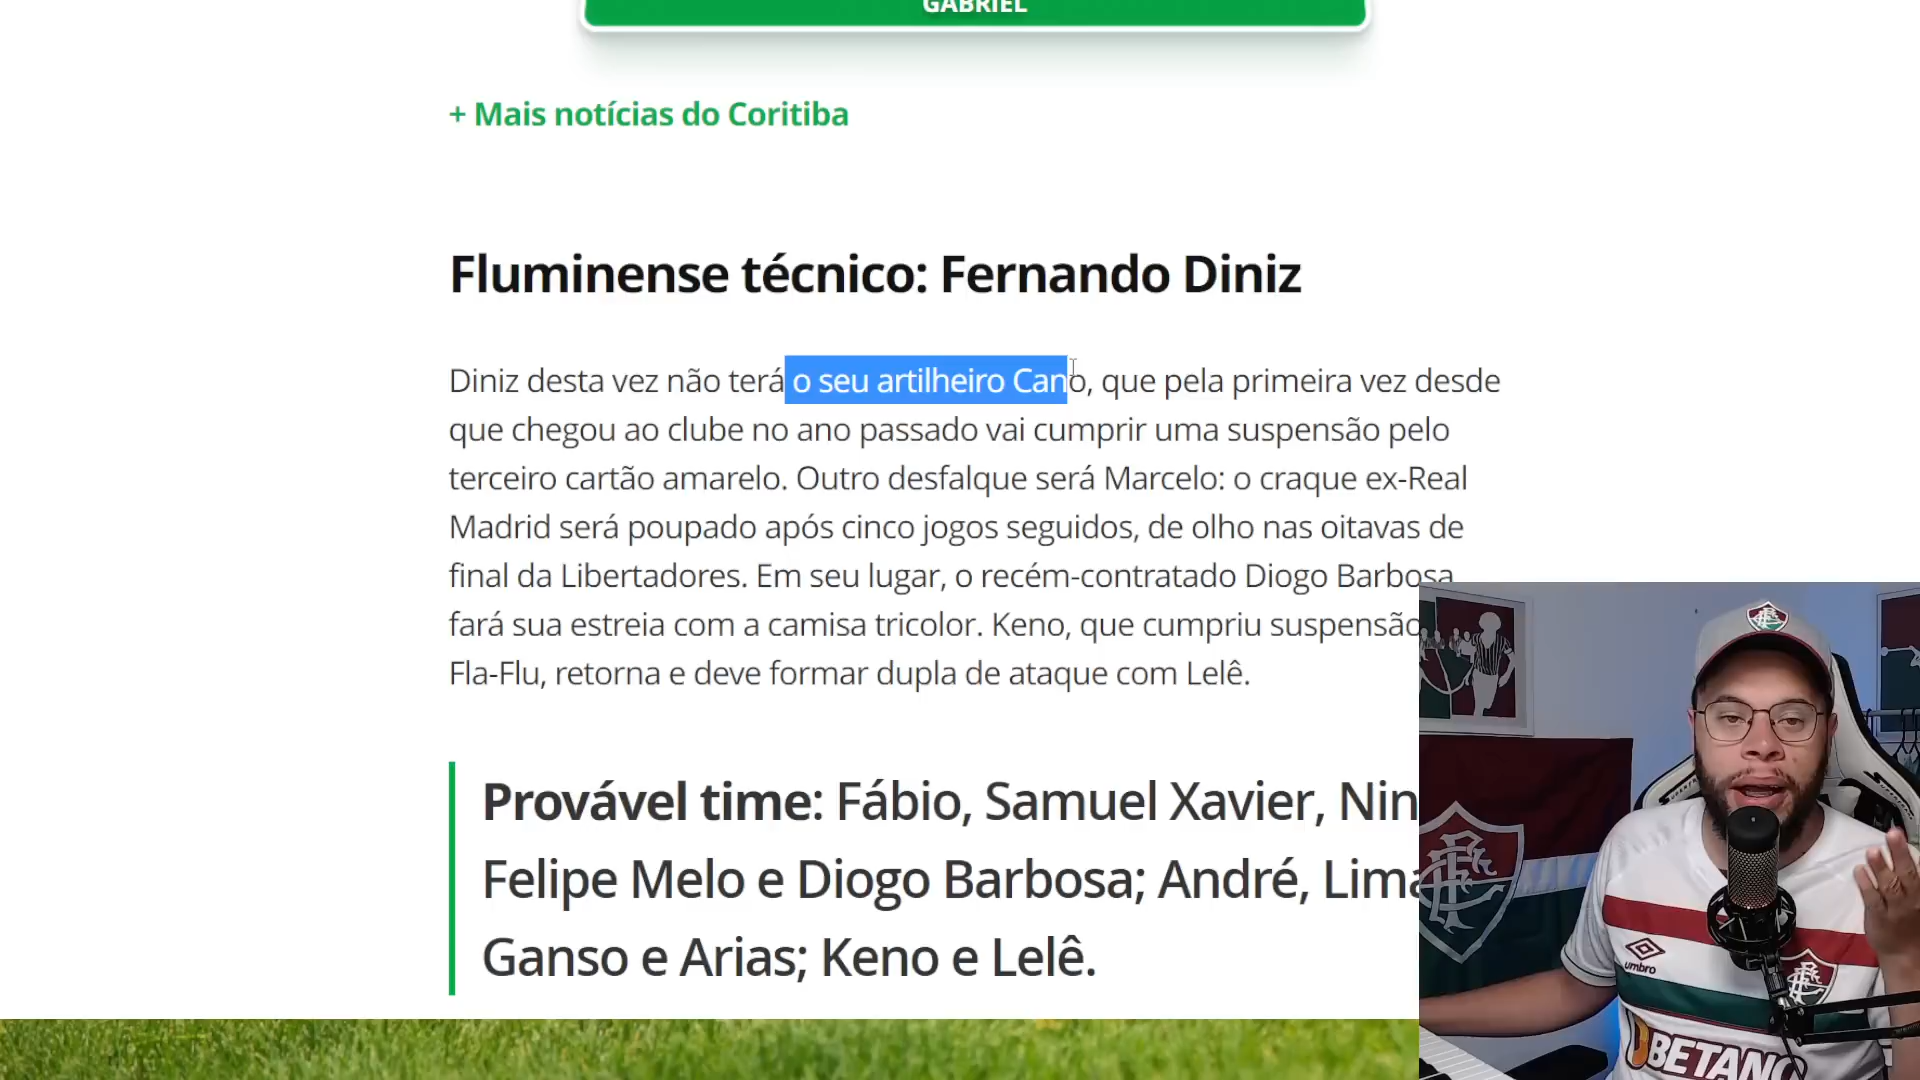 GABRIEL
+ Mais notícias do Coritiba
Fluminense técnico: Fernando Diniz
Diniz desta vez não terá o seu artilheiro Cano, que pela primeira vez desde
que chegou ao clube no ano passado vai cumprir uma suspensão pelo
terceiro cartão amarelo. Outro desfalque será Marcelo: o craque ex-Real
Madrid será poupado após cinco jogos seguidos, de olho nas oitavas de
final da Libertadores. Em seu lugar, o recém-contratado Diogo Barbosa
fará sua estreia com a camisa tricolor. Keno, que cumpriu suspensão
Fla-Flu, retorna e deve formar dupla de ataque com Lelê.
Provável time: Fábio, Samuel Xavier, Nin
Felipe Melo e Diogo Barbosa; André, Lima
Ganso e Arias; Keno e Lelê.
umbro
BETANO